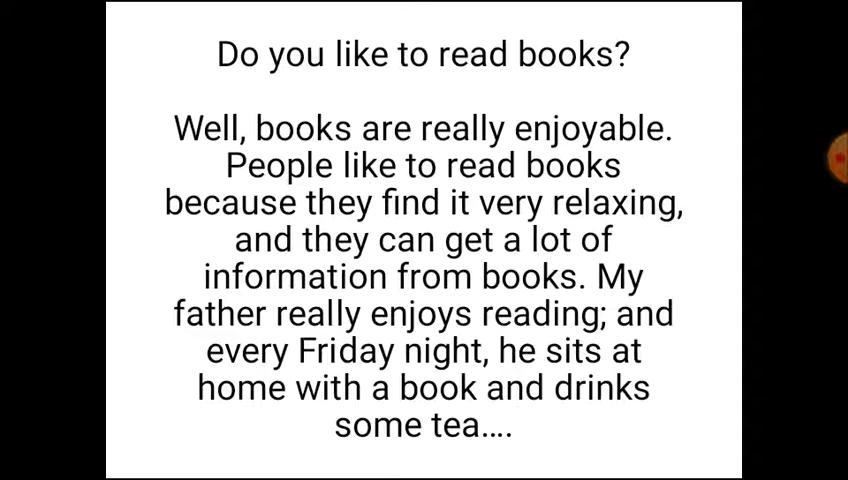 Do you like to read books?
Well, books are really enjoyable.
People like to read books
because they find it very relaxing,
and they can get a lot of
information from books. My
father really enjoys reading; and
every Friday night, he sits at
home with a book and drinks
some tea....